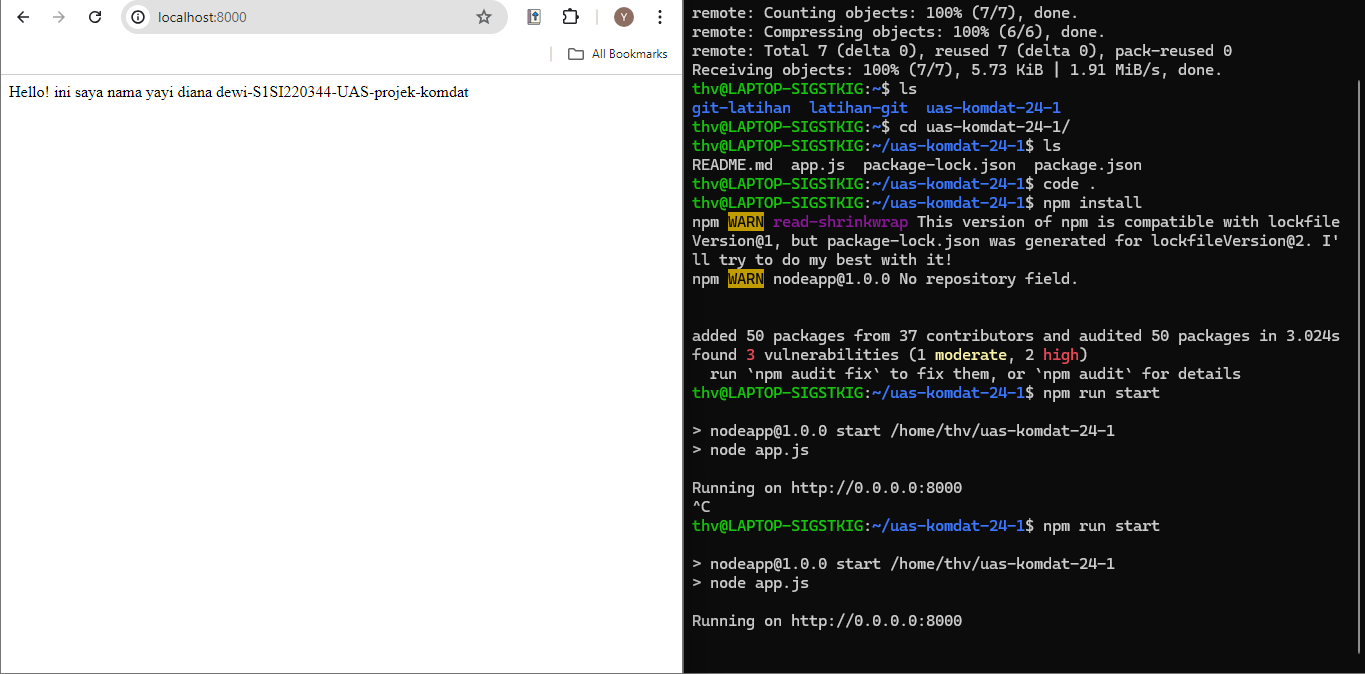 localhost:8000
Y
All Bookmarks
Hello! ini saya nama yayi diana dewi-S1SI220344-UAS-projek-komdat
remote: Counting objects: 100% (7/7), done.
remote: Compressing objects: 100% (6/6), done.
remote: Total 7 (delta 0), reused 7 (delta 0), pack-reused 0
Receiving objects: 100% (7/7), 5.73 KiB | 1.91 MiB/s, done.
thv@LAPTOP-SIGSTKIG:~$ ls
git-latihan  latihan-git  uas-komdat-24-1
thv@LAPTOP-SIGSTKIG:~$ cd uas-komdat-24-1/
thv@LAPTOP-SIGSTKIG:~/uas-komdat-24-1$ ls
README.md  app.js  package-lock.json  package.json
thv@LAPTOP-SIGSTKIG:~/uas-komdat-24-1$ code .
thv@LAPTOP-SIGSTKIG:~/uas-komdat-24-1$ npm install
npm WARN read-shrinkwrap This version of npm is compatible with lockfile
Version@1, but package-lock.json was generated for lockfileVersion@2. I'
ll try to do my best with it!
npm WARN nodeapp@1.0.0 No repository field.
added 50 packages from 37 contributors and audited 50 packages in 3.024s
found 3 vulnerabilities (1 moderate, 2 high)
  run `npm audit fix` to fix them, or `npm audit` for details
thv@LAPTOP-SIGSTKIG:~/uas-komdat-24-1$ npm run start
> nodeapp@1.0.0 start /home/thv/uas-komdat-24-1
> node app.js
Running on http://0.0.0.0:8000
^C
thv@LAPTOP-SIGSTKIG:~/uas-komdat-24-1$ npm run start
> nodeapp@1.0.0 start /home/thv/uas-komdat-24-1
> node app.js
Running on http://0.0.0.0:8000